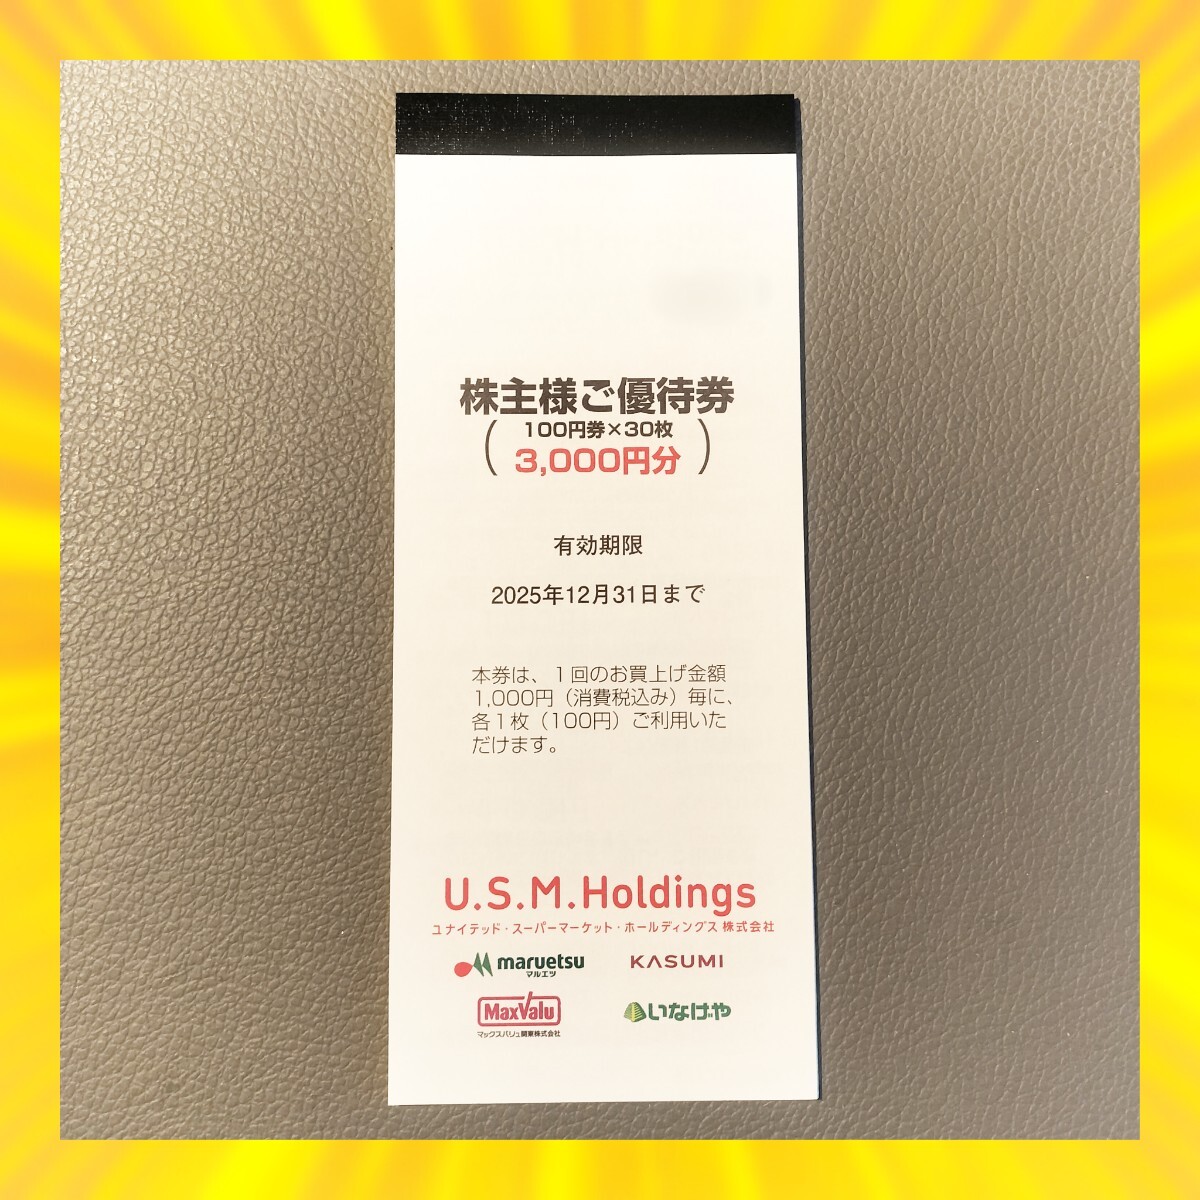 株主様ご優待券
(100円券×30枚
3,000円分)
有効期限
2025年12月31日まで
本券は、1回のお買上げ金額
1,000円（消費税込み）毎に、
各1枚（100円）ご利用いた
だけます。
U.S.M.Holdings
ユナイテッド・スーパーマーケット・ホールディングス 株式会社
maruetsu
マルエツ
KASUMI
MaxValu
マックスバリュ関東株式会社
いなげや